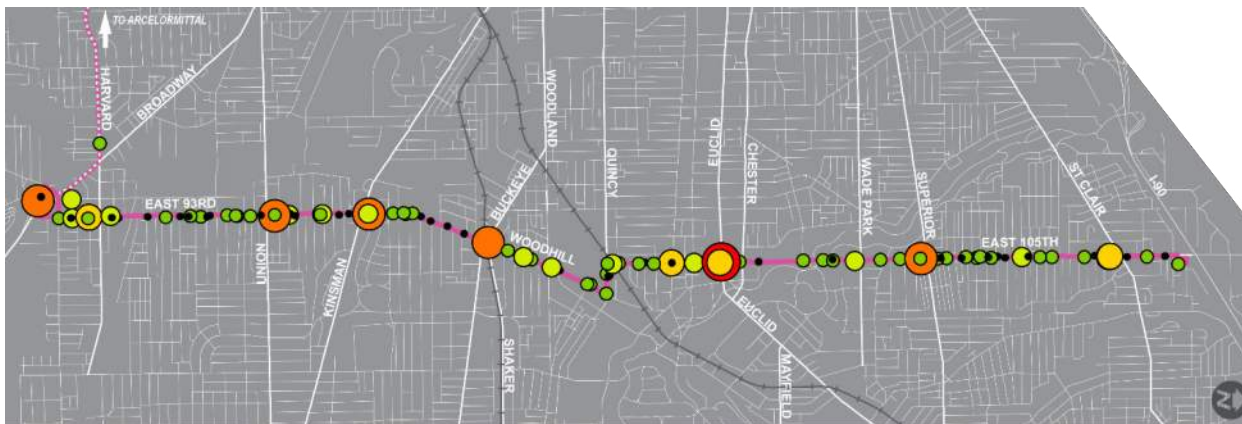 TO ARCELORMITTAL
HARVARD
BROADWAY
EAST 93RD
UNION
KINSMAN
BUCKEYE
SHAKER
WOODLAND
WOODHILL
QUINCY
EUCLID
CHESTER
EUCLID
MAYFIELD
WADE PARK
SUPERIOR
EAST 105TH
ST CLAIR
I-90
N